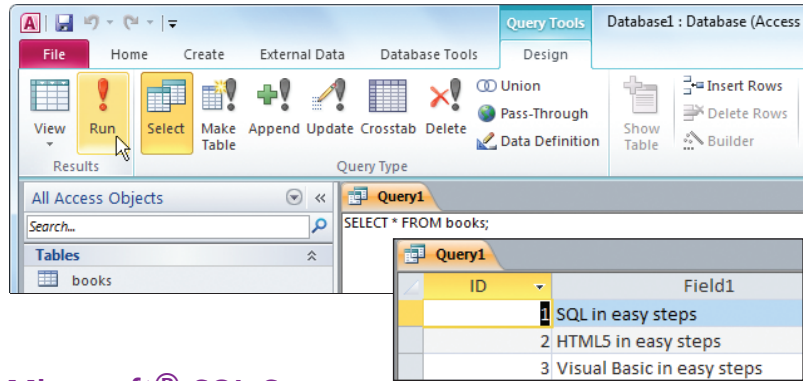 Query Tools Database1 : Database (Access
File Home Create External Data Database Tools Design
View Run Select Make Table Append Update Crosstab Delete
Union
Pass-Through
Data Definition
Show Table
Insert Rows
Delete Rows
Builder
Results Query Type
All Access Objects
Search...
Tables
books
Query1
SELECT * FROM books;
Query1
ID Field1
1 SQL in easy steps
2 HTML5 in easy steps
3 Visual Basic in easy steps